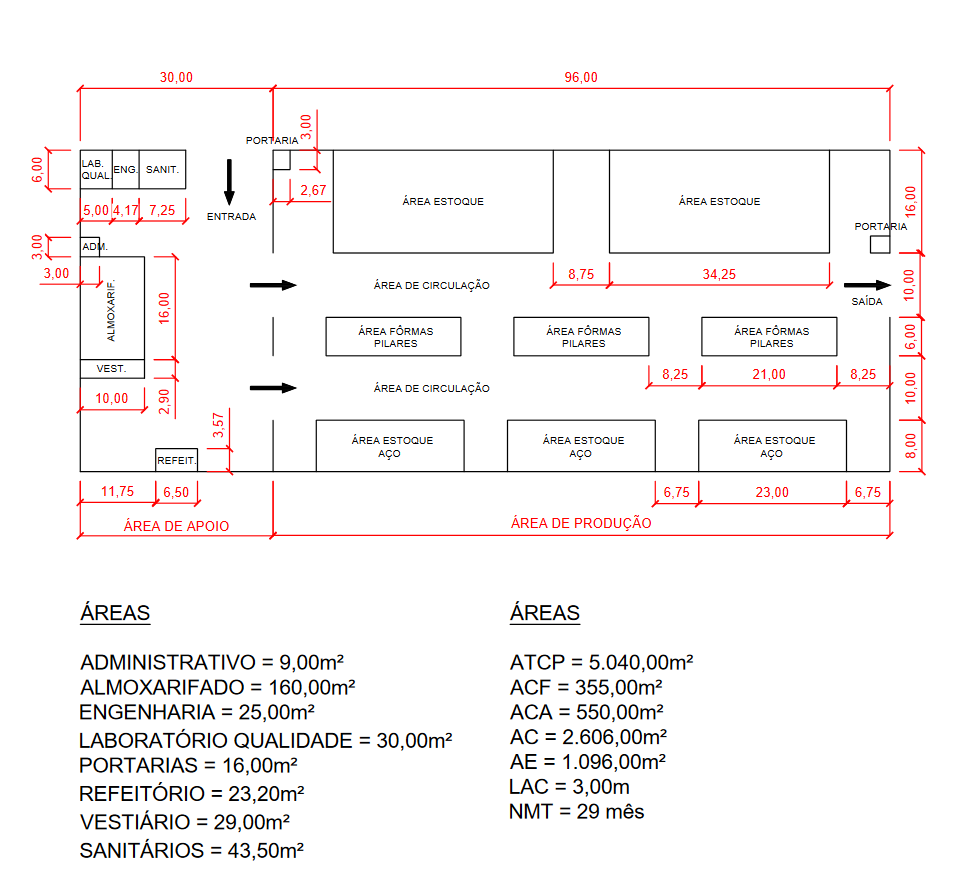 30,00
96,00
PORTARIA
3,00
6,00
LAB.
QUAL.
ENG.
SANIT.
2,67
ÁREA ESTOQUE
ÁREA ESTOQUE
16,00
5,00
4,17
7,25
ENTRADA
PORTARIA
3,00
ADM.
3,00
8,75
34,25
10,00
ÁREA DE CIRCULAÇÃO
SAÍDA
ALMOXARIF.
16,00
ÁREA FÔRMAS
PILARES
ÁREA FÔRMAS
PILARES
ÁREA FÔRMAS
PILARES
6,00
VEST.
8,25
21,00
8,25
10,00
ÁREA DE CIRCULAÇÃO
10,00
2,90
3,57
ÁREA ESTOQUE
AÇO
ÁREA ESTOQUE
AÇO
ÁREA ESTOQUE
AÇO
8,00
REFEIT.
11,75
6,50
6,75
23,00
6,75
ÁREA DE APOIO
ÁREA DE PRODUÇÃO
ÁREAS
ADMINISTRATIVO = 9,00m²
ALMOXARIFADO = 160,00m²
ENGENHARIA = 25,00m²
LABORATÓRIO QUALIDADE = 30,00m²
PORTARIAS = 16,00m²
REFEITÓRIO = 23,20m²
VESTIÁRIO = 29,00m²
SANITÁRIOS = 43,50m²
ÁREAS
ATCP = 5.040,00m²
ACF = 355,00m²
ACA = 550,00m²
AC = 2.606,00m²
AE = 1.096,00m²
LAC = 3,00m
NMT = 29 mês